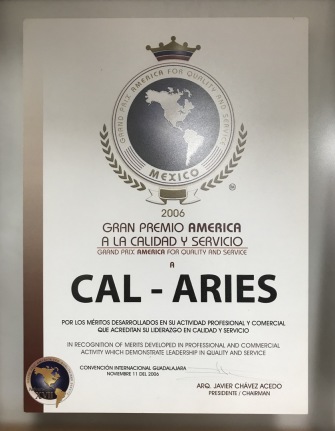 GRAND PRIX AMERICA FOR QUALITY AND SERVICE
MEXICO
2006
GRAN PREMIO AMERICA
A LA CALIDAD Y SERVICIO
GRAND PRIX AMERICA FOR QUALITY AND SERVICE
A
CAL - ARIES
POR LOS MÉRITOS DESARROLLADOS EN SU ACTIVIDAD PROFESIONAL Y COMERCIAL
QUE ACREDITAN SU LIDERAZGO EN CALIDAD Y SERVICIO
IN RECOGNITION OF MERITS DEVELOPED IN PROFESSIONAL AND COMMERCIAL
ACTIVITY WHICH DEMONSTRATE LEADERSHIP IN QUALITY AND SERVICE
CONVENCIÓN INTERNACIONAL GUADALAJARA
NOVIEMBRE 11 DEL 2006
ARQ. JAVIER CHÁVEZ ACEDO
PRESIDENTE / CHAIRMAN